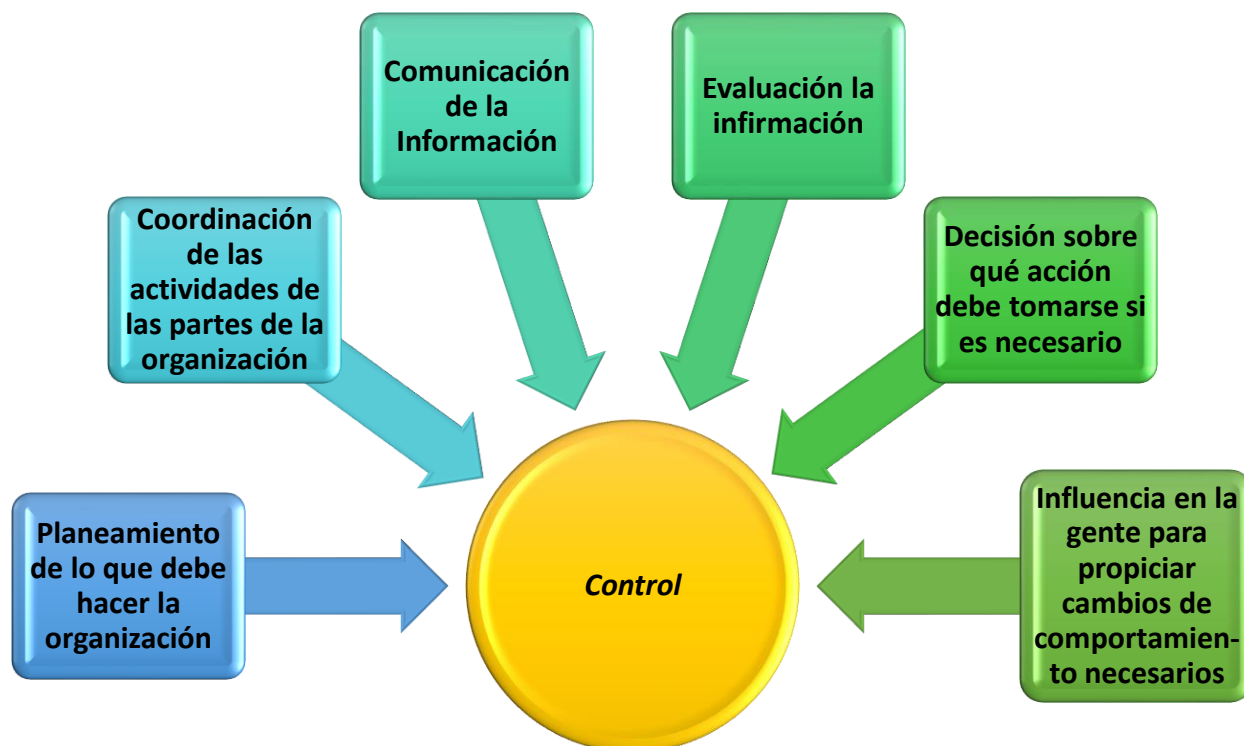 Planeamiento
de lo que debe
hacer la
organización
Coordinación
de las
actividades de
las partes de la
organización
Comunicación
de la
Información
Evaluación la
infirmación
Decisión sobre
qué acción
debe tomarse si
es necesario
Influencia en la
gente para
propiciar
cambios de
comportamien-
to necesarios
Control